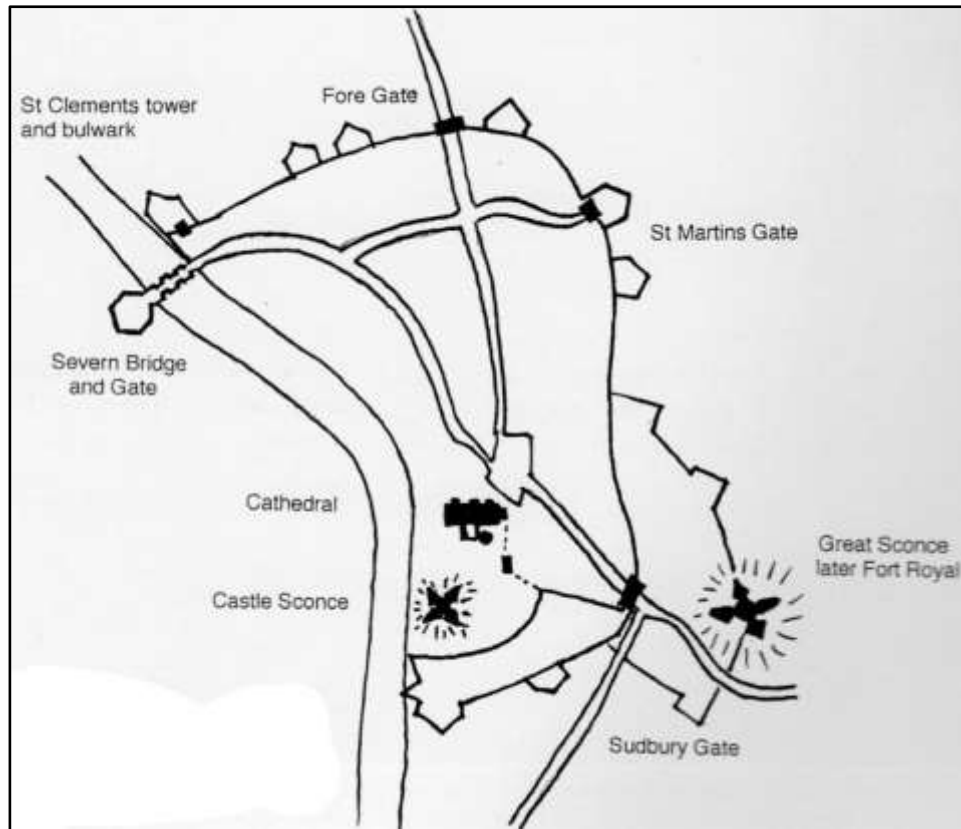 Fore Gate
St Clements tower
and bulwark
St Martins Gate
Severn Bridge
and Gate
Cathedral
Great Sconce
later Fort Royal
Castle Sconce
Sudbury Gate